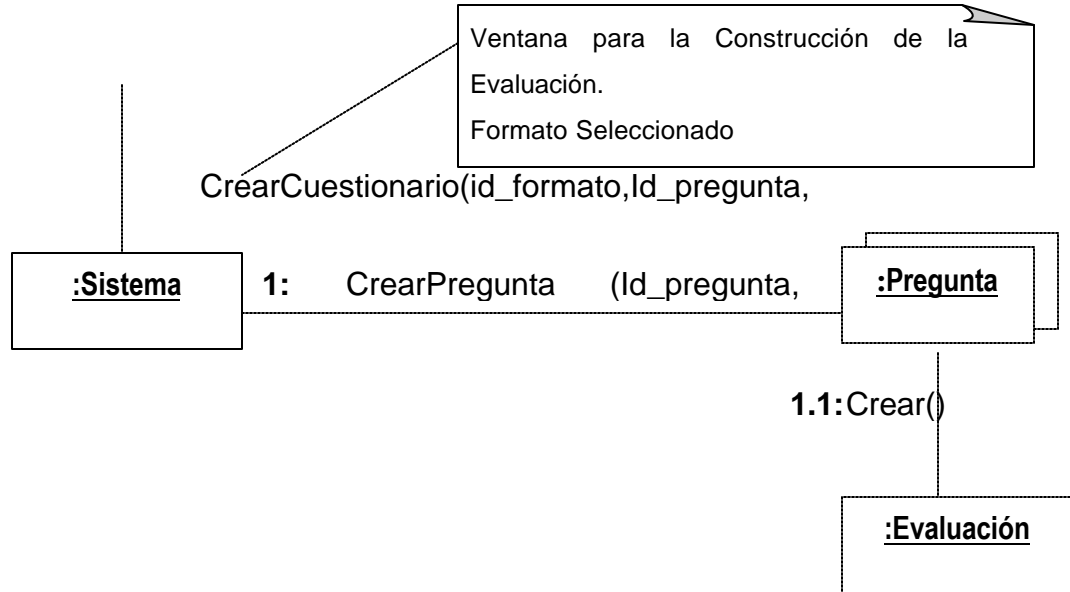 Ventana para la Construcción de la
Evaluación.
Formato Seleccionado
CrearCuestionario(id_formato,Id_pregunta,
:Sistema
1: CrearPregunta (Id_pregunta,
:Pregunta
1.1:Crear()
:Evaluación